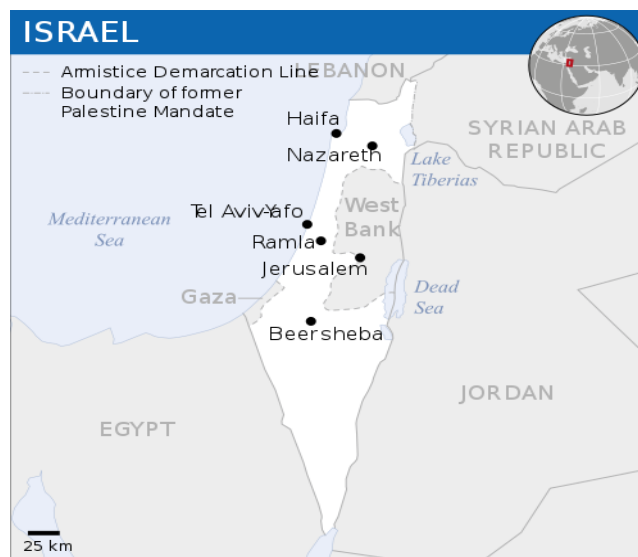 ISRAEL
Armistice Demarcation Line
Boundary of former
Palestine Mandate
LEBANON
Haifa
Nazareth
SYRIAN ARAB
REPUBLIC
Lake
Tiberias
Mediterranean
Sea
Tel Aviv-Yafo
West
Bank
Ramla
Jerusalem
Gaza
Dead
Sea
Beersheba
JORDAN
EGYPT
25 km